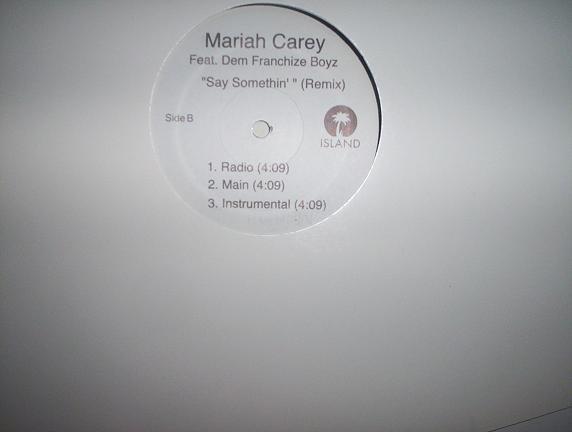 Mariah Carey
Feat. Dem Franchize Boyz
"Say Somethin' " (Remix)
Side B
ISLAND
1. Radio (4:09)
2. Main (4:09)
3. Instrumental (4:09)